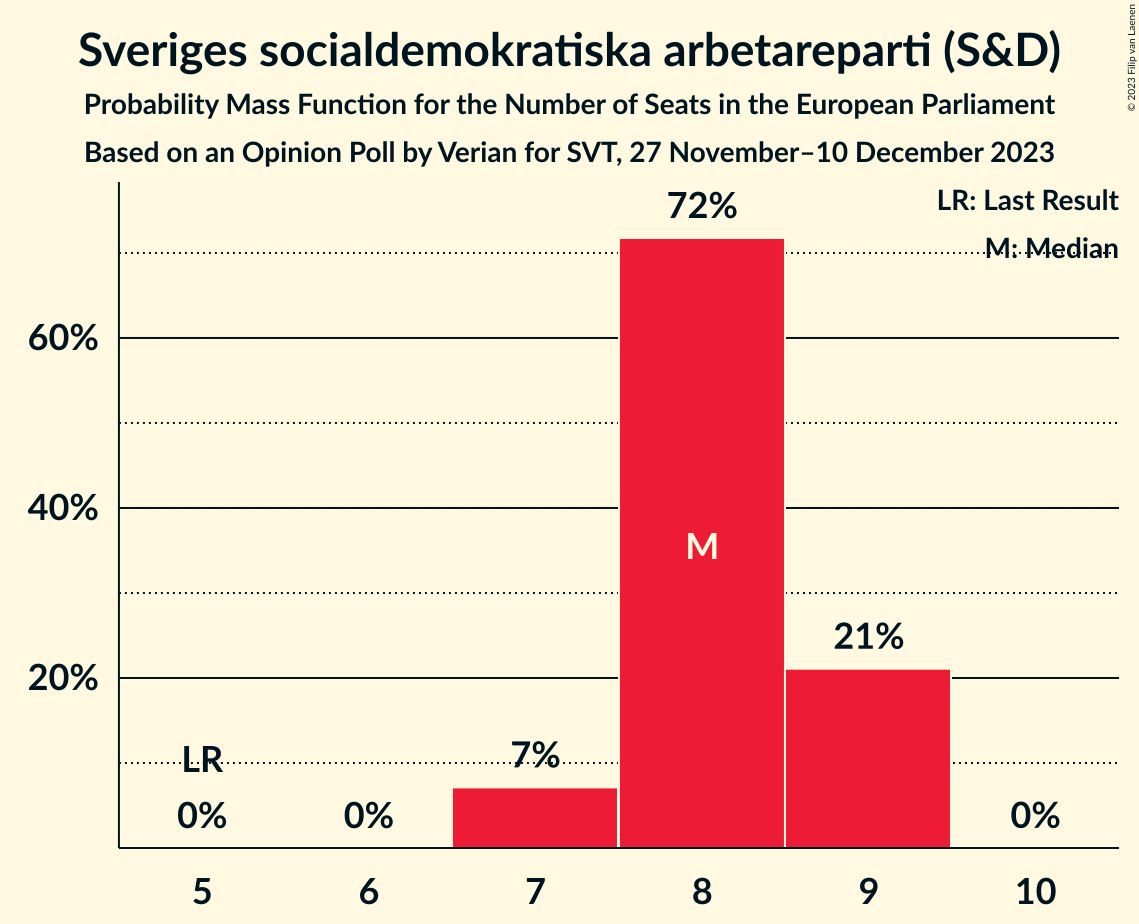 Sveriges socialdemokratiska arbetareparti (S&D)
Probability Mass Function for the Number of Seats in the European Parliament
Based on an Opinion Poll by Verian for SVT, 27 November–10 December 2023
© 2023 Filip van Laenen
LR: Last Result
M: Median
72%
60%
40%
M
21%
20%
LR
7%
0%
0%
0%
5 6 7 8 9 10